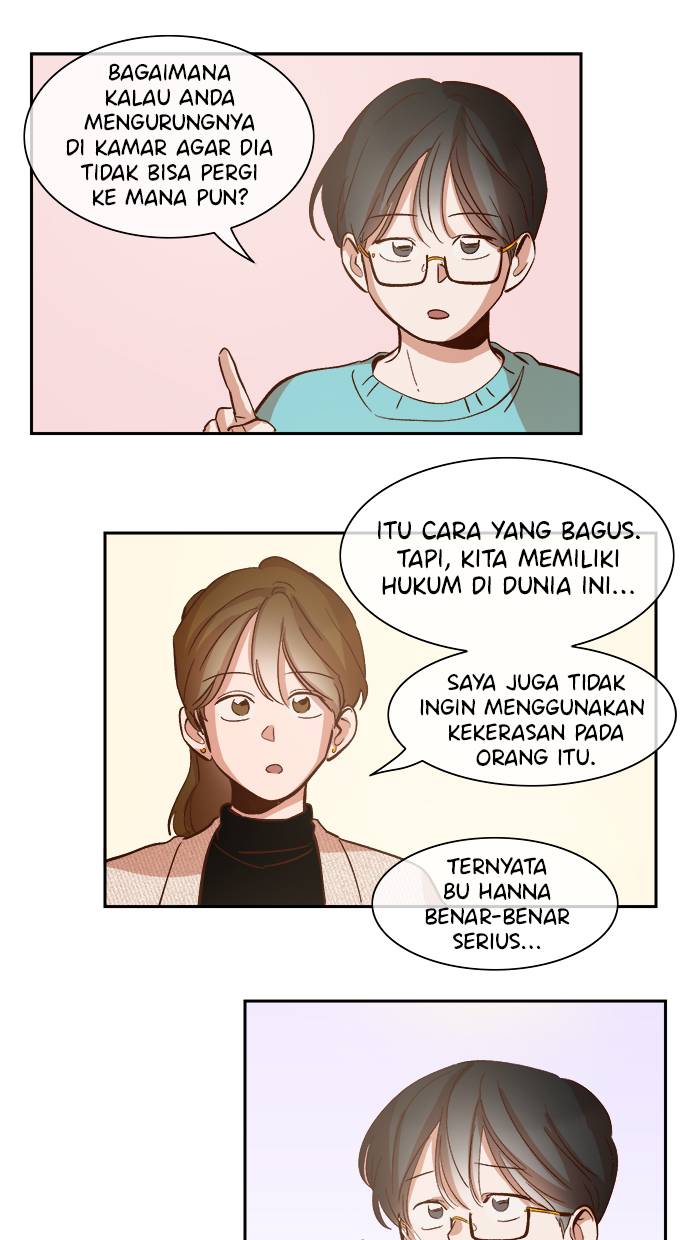 BAGAIMANA
KALAU ANDA
MENGURUNGNYA
DI KAMAR AGAR DIA
TIDAK BISA PERGI
KE MANA PUN?
ITU CARA YANG BAGUS.
TAPI, KITA MEMILIKI
HUKUM DI DUNIA INI...
SAYA JUGA TIDAK
INGIN MENGGUNAKAN
KEKERASAN PADA
ORANG ITU.
TERNYATA
BU HANNA
BENAR-BENAR
SERIUS...